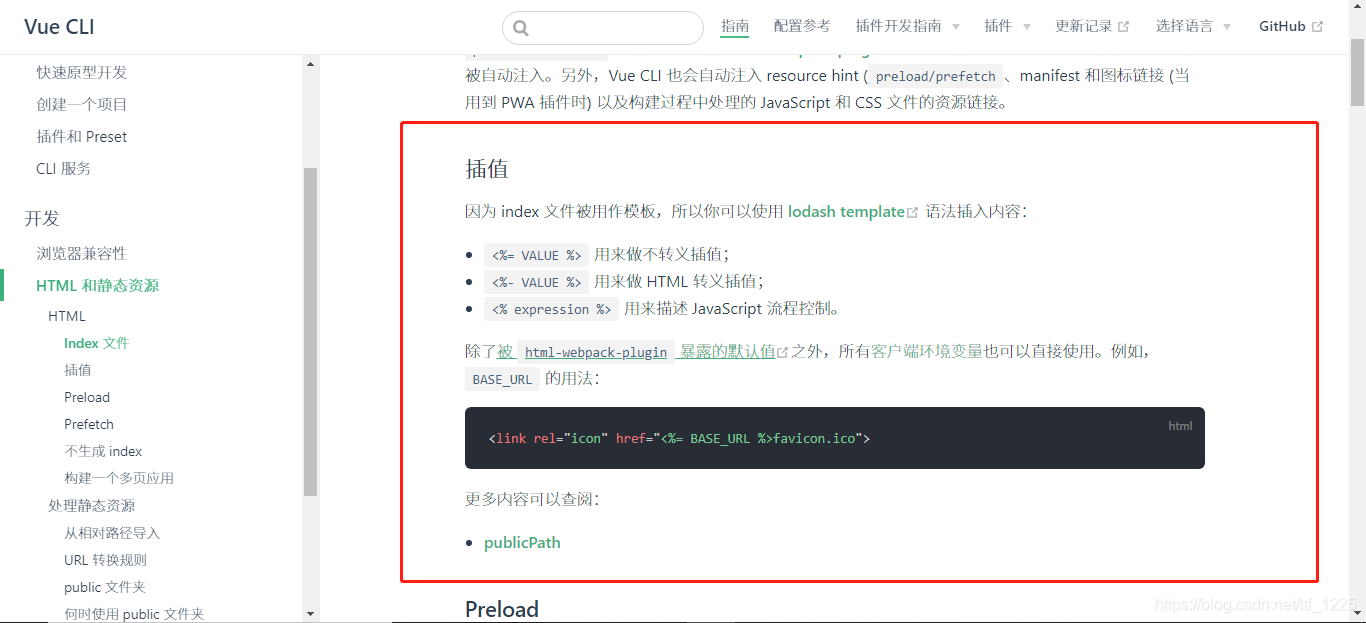 Vue CLI
指南 配置参考 插件开发指南 插件 更新记录 选择语言 GitHub
快速原型开发
创建一个项目
插件和 Preset
CLI 服务
开发
浏览器兼容性
HTML 和静态资源
HTML
Index 文件
插值
Preload
Prefetch
不生成 index
构建一个多页应用
处理静态资源
从相对路径导入
URL 转换规则
public 文件夹
何时使用 public 文件夹
被自动注入。另外，Vue CLI 也会自动注入 resource hint ( preload/prefetch 、manifest 和图标链接 (当
用到 PWA 插件时) 以及构建过程中处理的 JavaScript 和 CSS 文件的资源链接。
插值
因为 index 文件被用作模板，所以你可以使用 lodash template 语法插入内容：
<%= VALUE %> 用来做不转义插值；
<%- VALUE %> 用来做 HTML 转义插值；
<% expression %> 用来描述 JavaScript 流程控制。
除了被 html-webpack-plugin 暴露的默认值之外，所有客户端环境变量也可以直接使用。例如，
BASE_URL 的用法：
html
<link rel="icon" href="<%= BASE_URL %>favicon.ico">
更多内容可以查阅：
publicPath
Preload
https://blog.csdn.net/ltf_1225